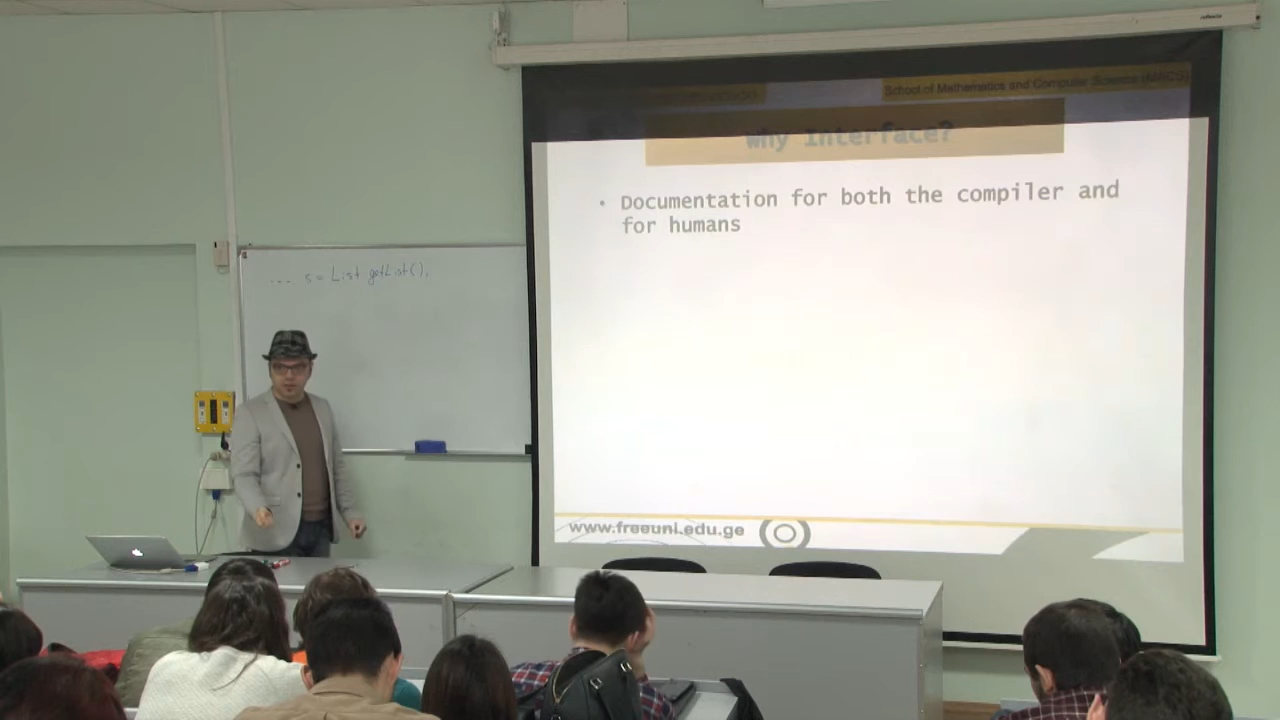 School of Mathematics and Computer Science (MACS)
Why Interface?
• Documentation for both the compiler and
for humans
... s = List getList();
www.freeuni.edu.ge